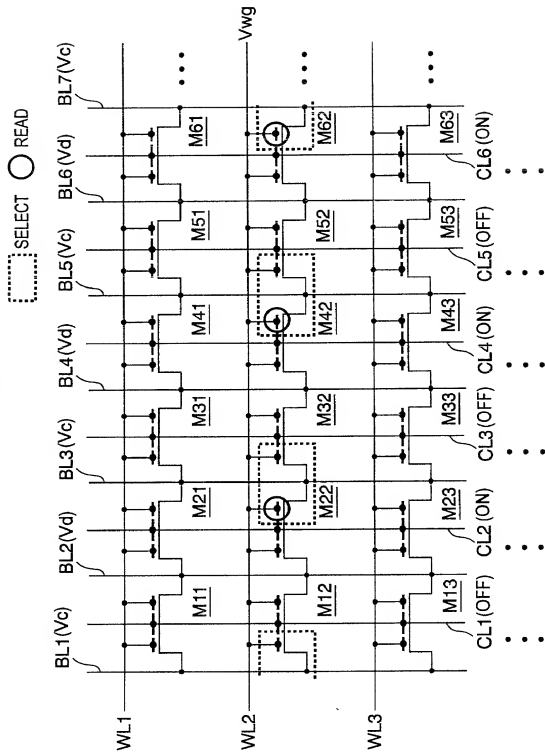 SELECT
READ
BL1(Vc)
BL2(Vd)
BL3(Vc)
BL4(Vd)
BL5(Vc)
BL6(Vd)
BL7(Vc)
WL1
M11
M21
M31
M41
M51
M61
WL2
Vwg
M12
M22
M32
M42
M52
M62
WL3
M13
M23
M33
M43
M53
M63
CL1(OFF)
CL2(ON)
CL3(OFF)
CL4(ON)
CL5(OFF)
CL6(ON)